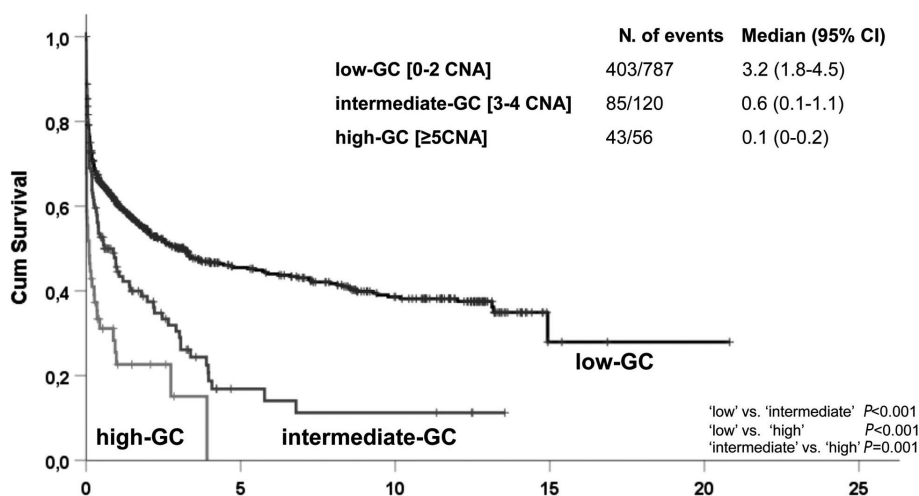 N. of events Median (95% CI)
low-GC [0-2 CNA] 403/787 3.2 (1.8-4.5)
intermediate-GC [3-4 CNA] 85/120 0.6 (0.1-1.1)
high-GC [≥5CNA] 43/56 0.1 (0-0.2)
Cum Survival
1,0
0,8
0,6
0,4
0,2
0,0
low-GC
high-GC intermediate-GC
‘low’ vs. ‘intermediate’ P<0.001
‘low’ vs. ‘high’ P<0.001
‘intermediate’ vs. ‘high’ P=0.001
0 5 10 15 20 25